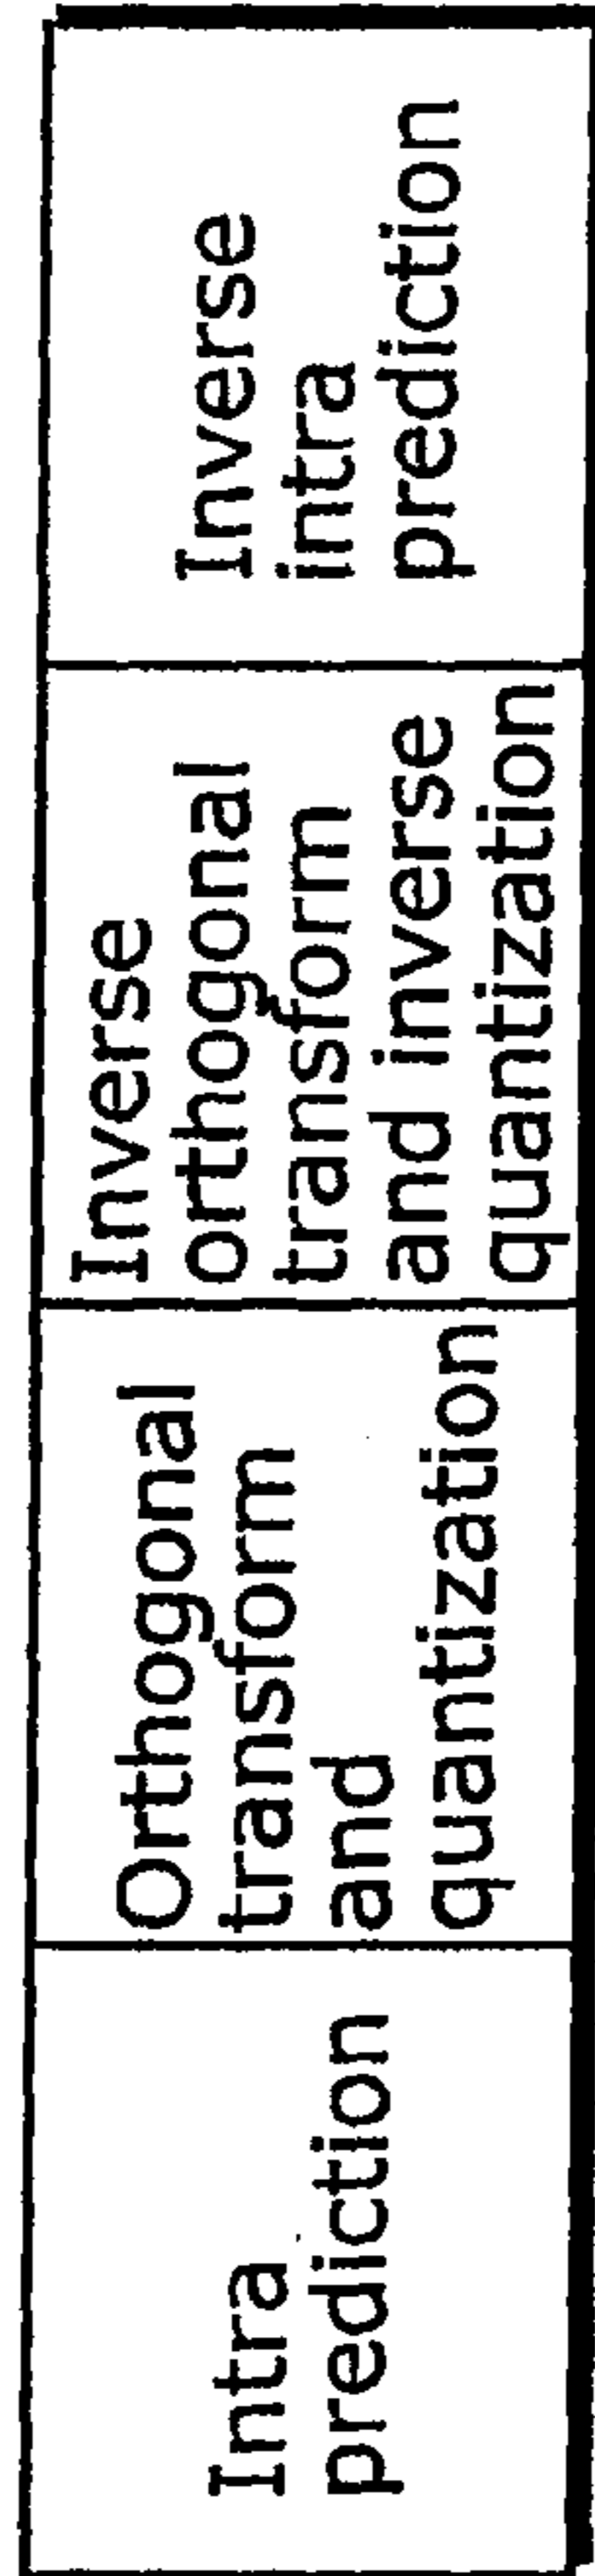 Intra
prediction
Orthogonal
transform
and
quantization
Inverse
orthogonal
transform
and inverse
quantization
Inverse
intra
prediction